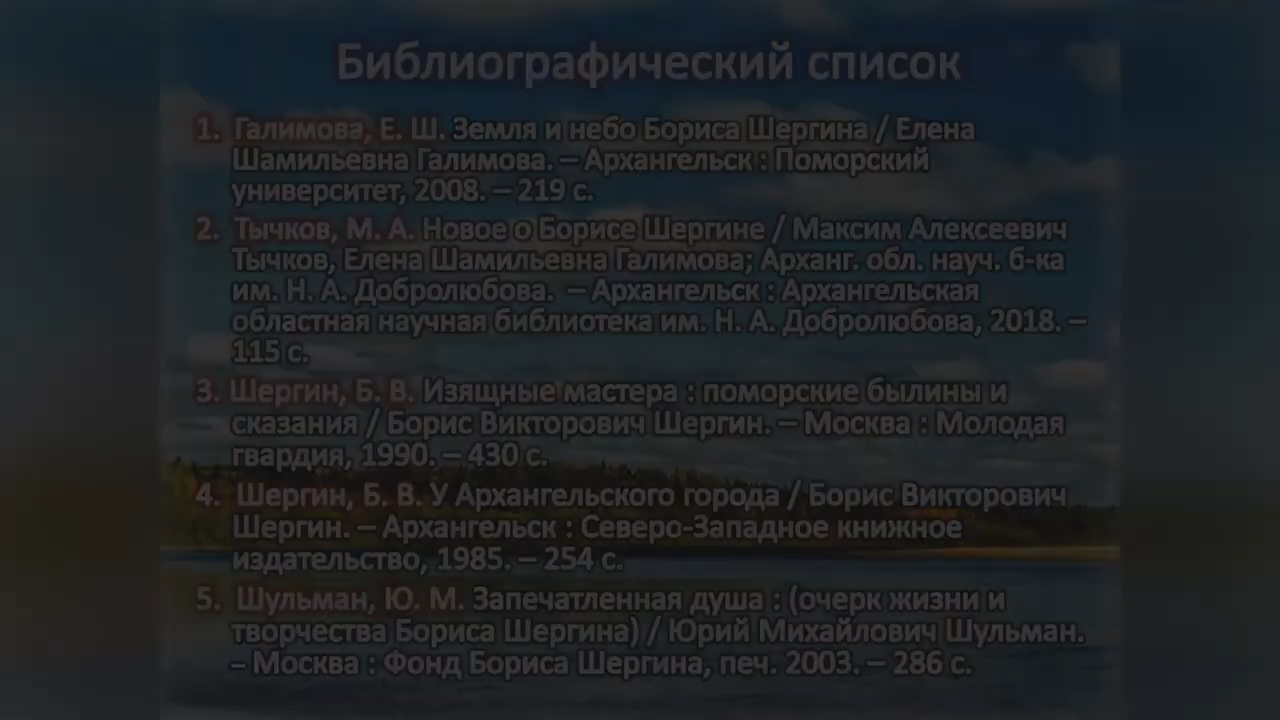 Библиографический список
1. Галимова, Е. Ш. Земля и небо Бориса Шергина / Елена
Шамильевна Галимова. – Архангельск : Поморский
университет, 2008. – 219 с.
2. Тычков, М. А. Новое о Борисе Шергине / Максим Алексеевич
Тычков, Елена Шамильевна Галимова; Арханг. обл. науч. б-ка
им. Н. А. Добролюбова. – Архангельск : Архангельская
областная научная библиотека им. Н. А. Добролюбова, 2018. –
115 с.
3. Шергин, Б. В. Изящные мастера : поморские былины и
сказания / Борис Викторович Шергин. – Москва : Молодая
гвардия, 1990. – 430 с.
4. Шергин, Б. В. У Архангельского города / Борис Викторович
Шергин. – Архангельск : Северо-Западное книжное
издательство, 1985. – 254 с.
5. Шульман, Ю. М. Запечатленная душа : (очерк жизни и
творчества Бориса Шергина) / Юрий Михайлович Шульман.
– Москва : Фонд Бориса Шергина, печ. 2003. – 286 с.